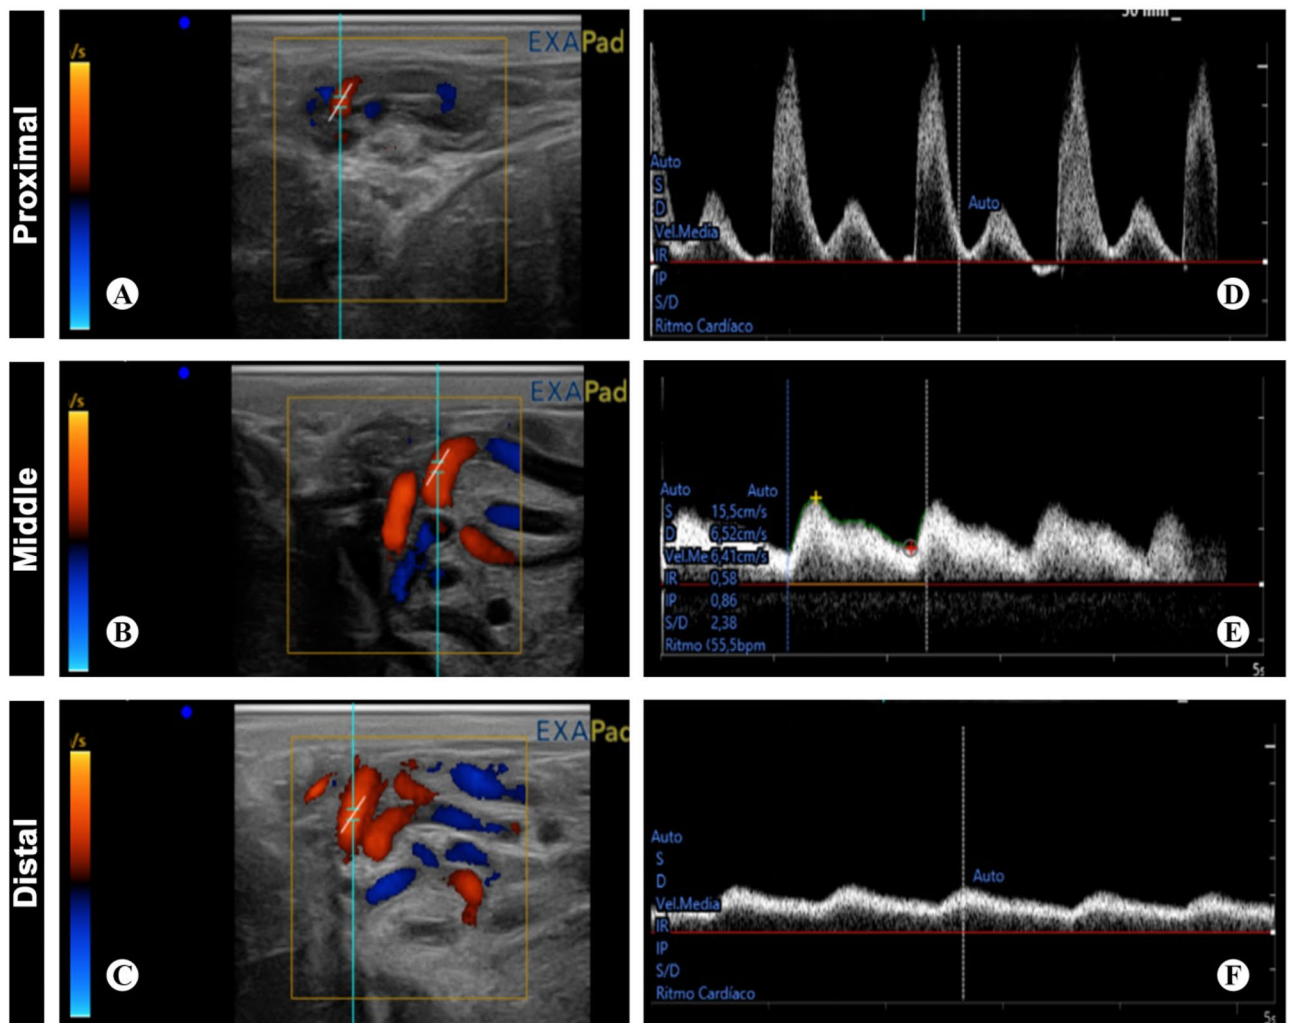 Proximal
/s
EXAPad
A
Auto
S
D
Vel.Media
IR
IP
S/D
Ritmo Cardíaco
Auto
D
Middle
/s
EXAPad
B
Auto
Auto
S 15,5cm/s
D 6,52cm/s
Vel.Me 6,41cm/s
IR 0,58
IP 0,86
S/D 2,38
Ritmo (55,5bpm
E
5s
Distal
/s
EXAPad
C
Auto
S
D
Auto
Vel.Media
IR
IP
S/D
Ritmo Cardíaco
F
5s